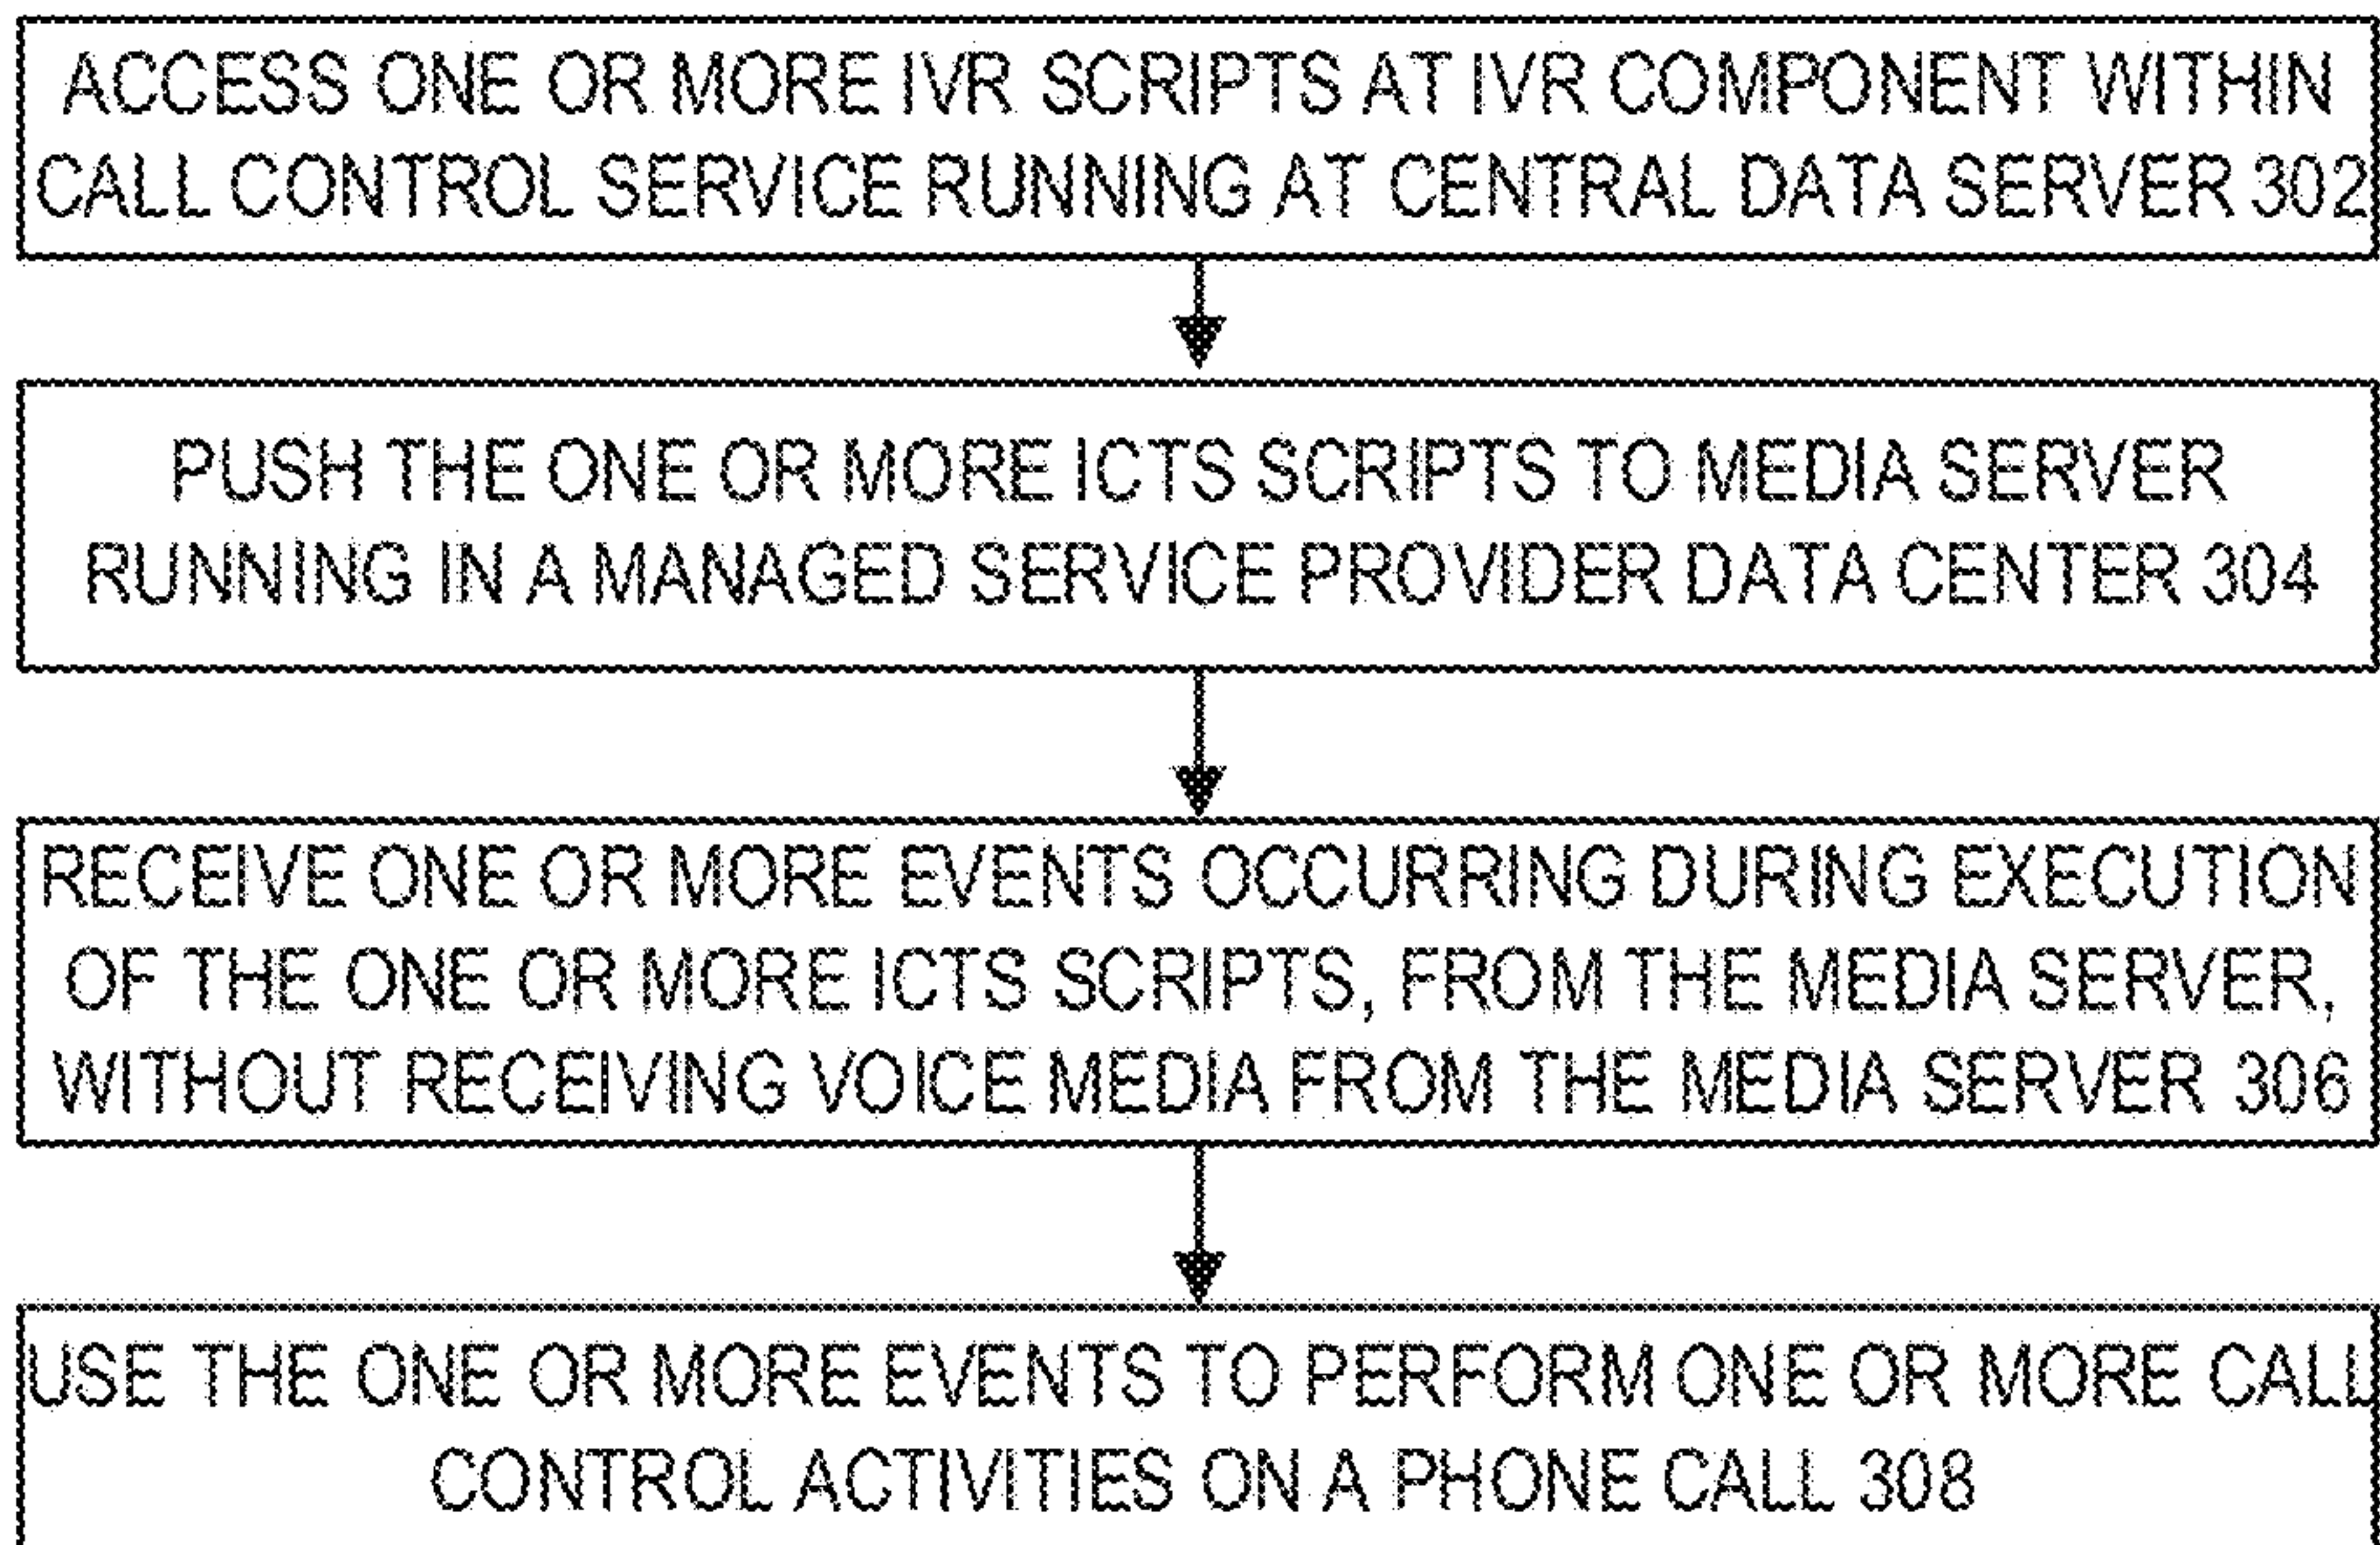 ACCESS ONE OR MORE IVR SCRIPTS AT IVR COMPONENT WITHIN
CALL CONTROL SERVICE RUNNING AT CENTRAL DATA SERVER 302
PUSH THE ONE OR MORE ICTS SCRIPTS TO MEDIA SERVER
RUNNING IN A MANAGED SERVICE PROVIDER DATA CENTER 304
RECEIVE ONE OR MORE EVENTS OCCURRING DURING EXECUTION
OF THE ONE OR MORE ICTS SCRIPTS, FROM THE MEDIA SERVER,
WITHOUT RECEIVING VOICE MEDIA FROM THE MEDIA SERVER 306
USE THE ONE OR MORE EVENTS TO PERFORM ONE OR MORE CALL
CONTROL ACTIVITIES ON A PHONE CALL 308